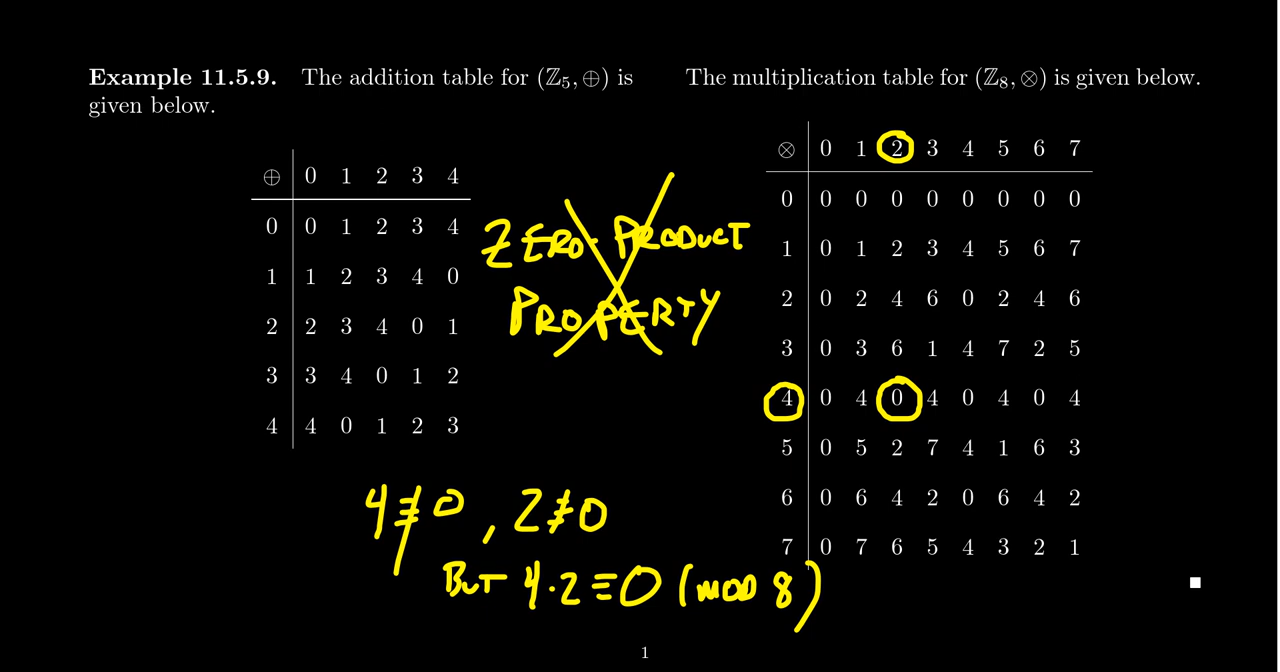 Example 11.5.9. The addition table for (ℤ₅, ⊕) is
given below.
⊕ 0 1 2 3 4
0 0 1 2 3 4
1 1 2 3 4 0
2 2 3 4 0 1
3 3 4 0 1 2
4 4 0 1 2 3
ZERO PRODUCT
PROPERTY
The multiplication table for (ℤ₈, ⊗) is given below.
⊗ 0 1 2 3 4 5 6 7
0 0 0 0 0 0 0 0 0
1 0 1 2 3 4 5 6 7
2 0 2 4 6 0 2 4 6
3 0 3 6 1 4 7 2 5
4 0 4 0 4 0 4 0 4
5 0 5 2 7 4 1 6 3
6 0 6 4 2 0 6 4 2
7 0 7 6 5 4 3 2 1
4≢0, 2≢0
BUT 4·2≡0 (MOD 8)
1